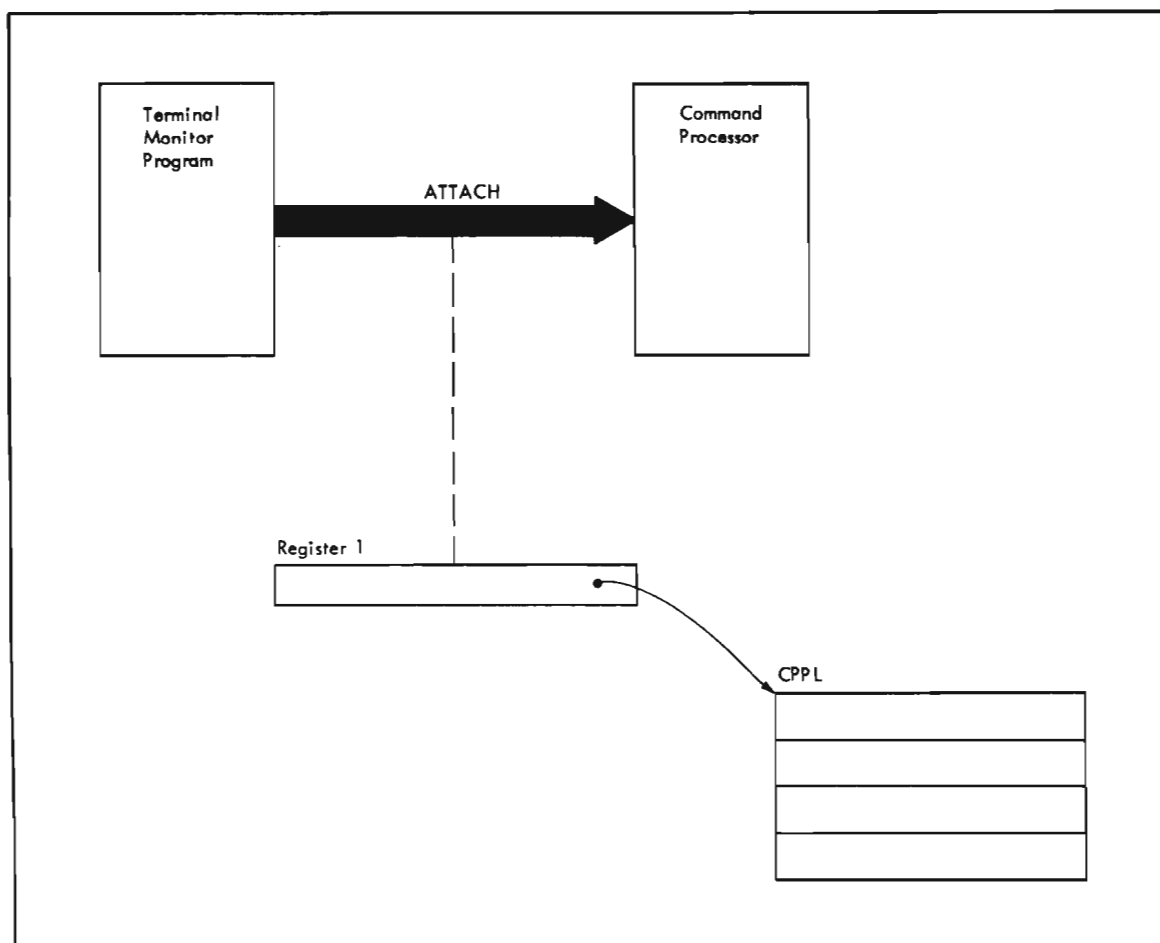 Terminal
Monitor
Program
Command
Processor
ATTACH
Register 1
CPPL